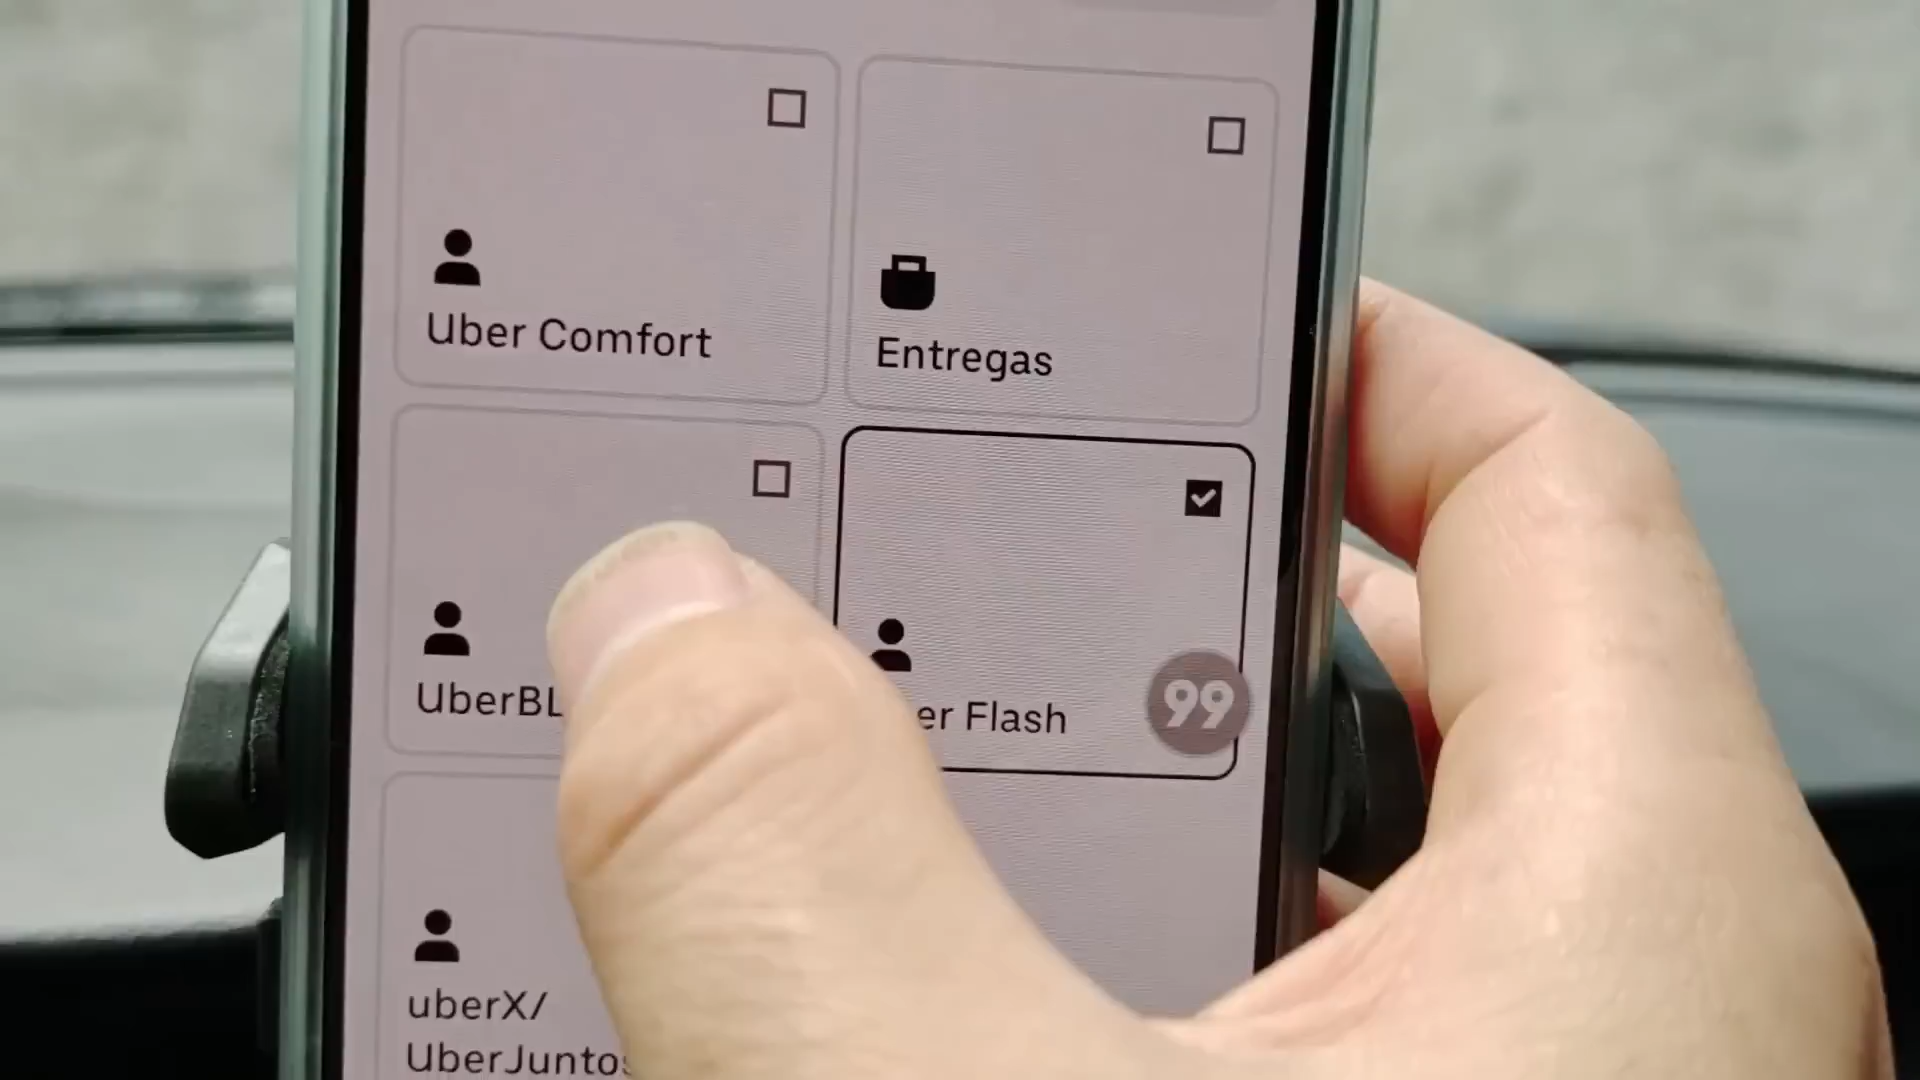 Uber Comfort
Entregas
UberBL
er Flash
99
uberX/
UberJuntos